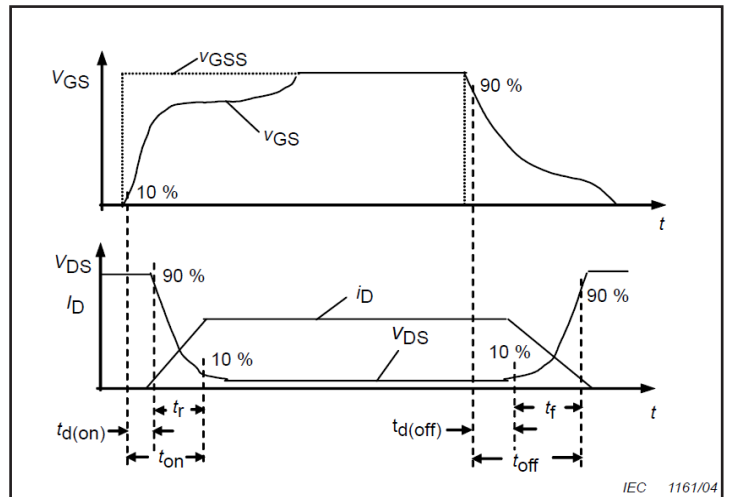 vGSS
VGS
90 %
vGS
10 %
t
VDS
90 %
ID
iD
90 %
VDS
10 %
10 %
tr
tf
t
td(on)
td(off)
ton
toff
IEC 1161/04